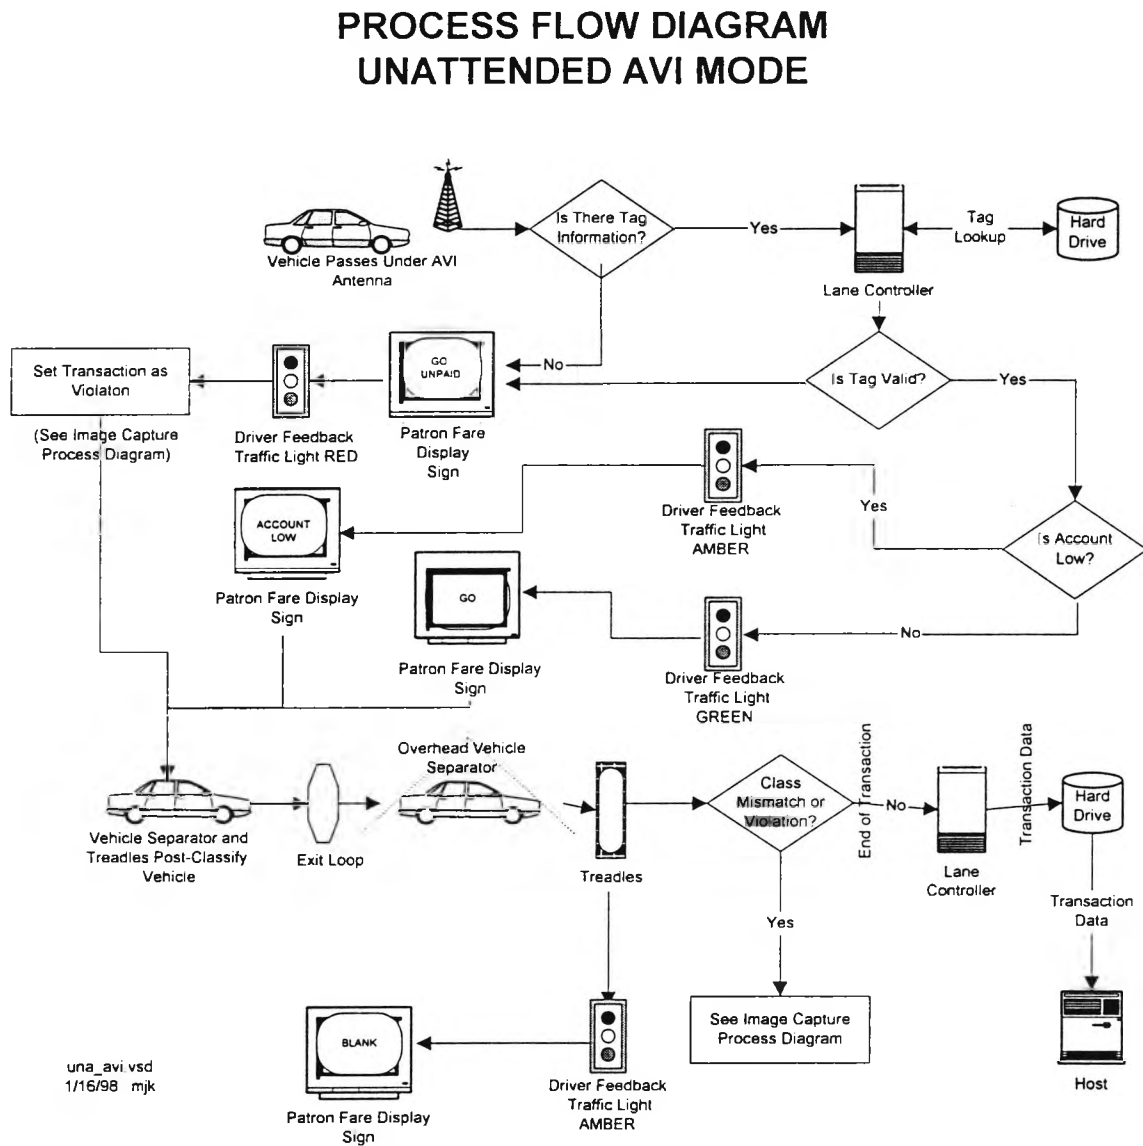 PROCESS FLOW DIAGRAM
UNATTENDED AVI MODE
Vehicle Passes Under AVI
Antenna
Is There Tag
Information?
Yes
Lane Controller
Tag
Lookup
Hard
Drive
No
GO
UNPAID
Patron Fare
Display
Sign
Driver Feedback
Traffic Light RED
Set Transaction as
Violaton
(See Image Capture
Process Diagram)
Is Tag Valid?
Yes
Is Account
Low?
Yes
Driver Feedback
Traffic Light
AMBER
ACCOUNT
LOW
Patron Fare Display
Sign
No
Driver Feedback
Traffic Light
GREEN
GO
Patron Fare Display
Sign
Vehicle Separator and
Treadles Post-Classify
Vehicle
Exit Loop
Overhead Vehicle
Separator
Treadles
Class
Mismatch or
Violation?
End of Transaction
No
Lane
Controller
Transaction Data
Hard
Drive
Transaction
Data
Host
Yes
See Image Capture
Process Diagram
Driver Feedback
Traffic Light
AMBER
BLANK
Patron Fare Display
Sign
una_avi.vsd
1/16/98 mjk